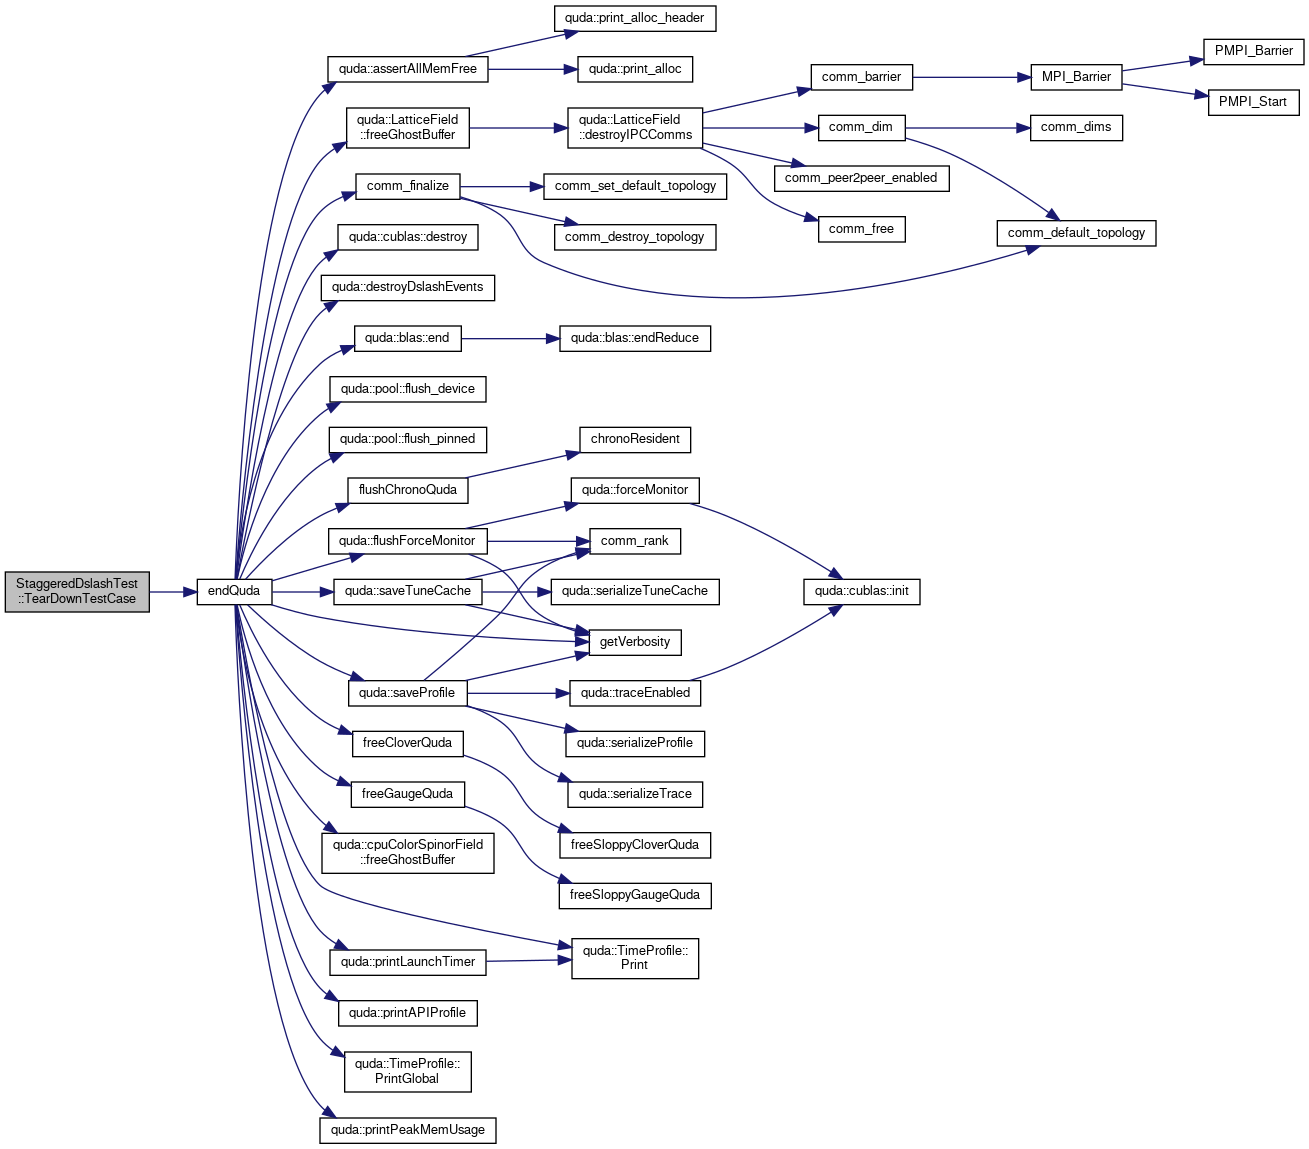 StaggeredDslashTest
::TearDownTestCase
endQuda
quda::assertAllMemFree
quda::LatticeField
::freeGhostBuffer
comm_finalize
quda::cublas::destroy
quda::destroyDslashEvents
quda::blas::end
quda::pool::flush_device
quda::pool::flush_pinned
flushChronoQuda
quda::flushForceMonitor
quda::saveTuneCache
quda::saveProfile
freeCloverQuda
freeGaugeQuda
quda::cpuColorSpinorField
::freeGhostBuffer
quda::printLaunchTimer
quda::printAPIProfile
quda::TimeProfile::
PrintGlobal
quda::printPeakMemUsage
quda::print_alloc_header
quda::print_alloc
quda::LatticeField
::destroyIPCComms
comm_set_default_topology
comm_destroy_topology
quda::blas::endReduce
chronoResident
quda::forceMonitor
comm_rank
quda::serializeTuneCache
getVerbosity
quda::traceEnabled
quda::serializeProfile
quda::serializeTrace
freeSloppyCloverQuda
freeSloppyGaugeQuda
quda::TimeProfile::
Print
comm_barrier
comm_dim
comm_peer2peer_enabled
comm_free
quda::cublas::init
MPI_Barrier
comm_dims
comm_default_topology
PMPI_Barrier
PMPI_Start